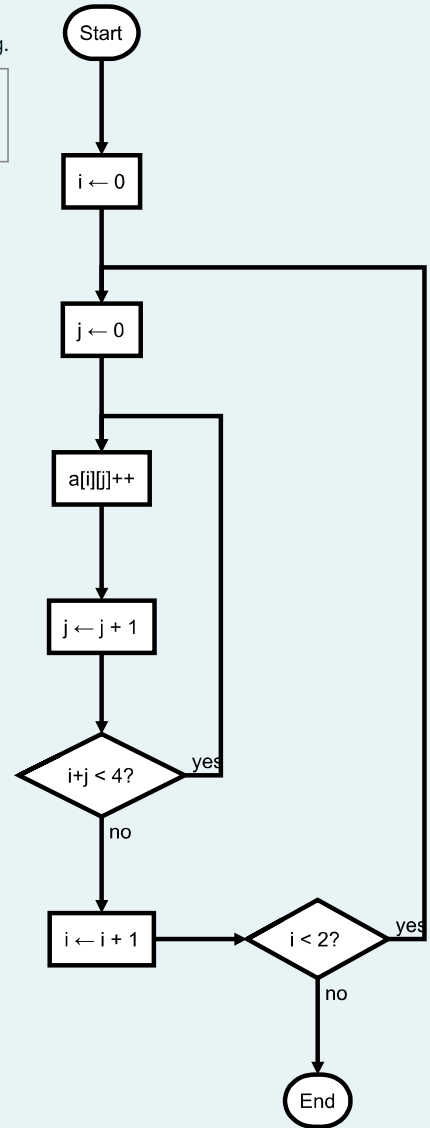 Start
g.
i ← 0
j ← 0
a[i][j]++
j ← j + 1
i+j < 4?
yes
no
i ← i + 1
i < 2?
yes
no
End